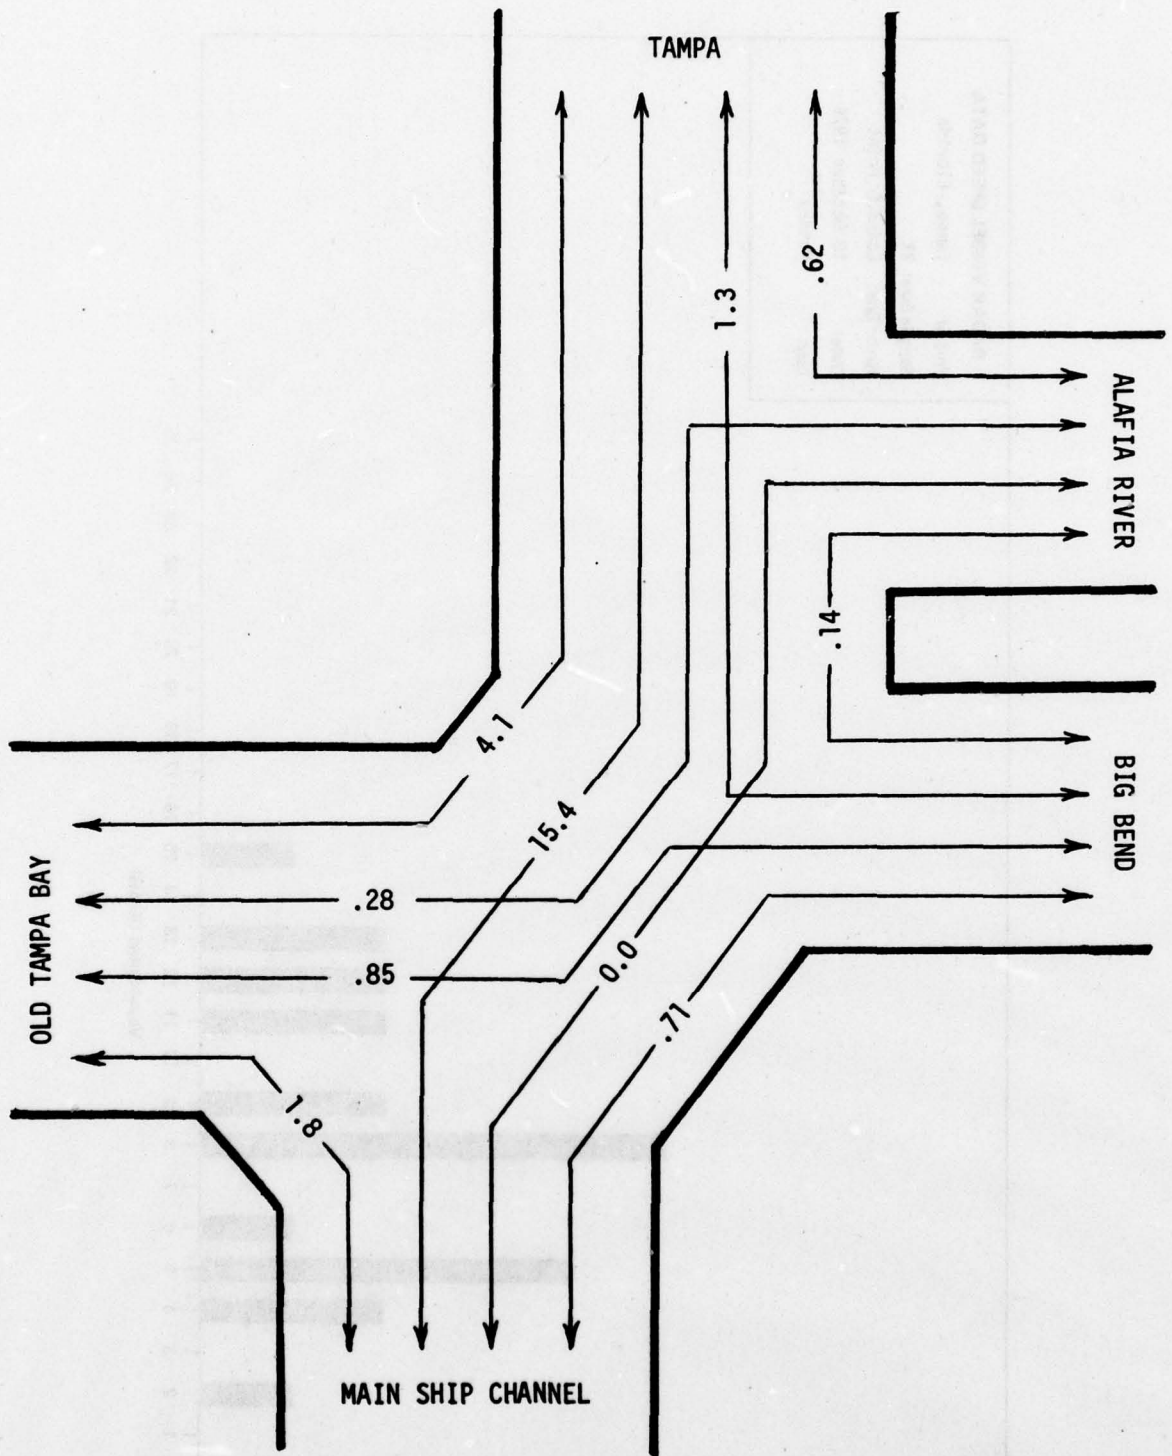 TAMPA
.62
1.3
ALAFIA RIVER
.14
4.1
BIG BEND
15.4
OLD TAMPA BAY
.28
.85
0.0
.71
1.8
MAIN SHIP CHANNEL